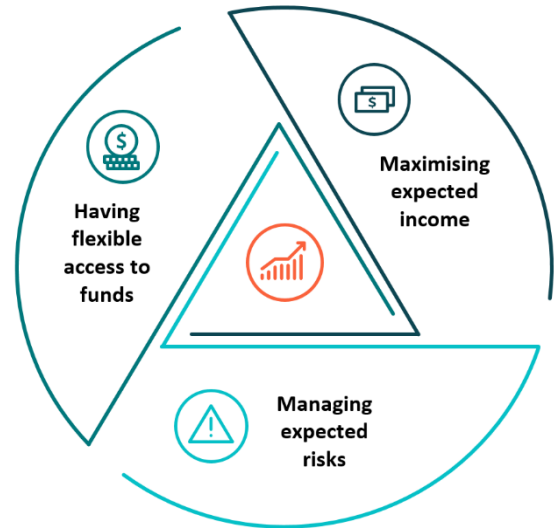 $
Having
flexible
access to
funds
$
Maximising
expected
income
!
Managing
expected
risks